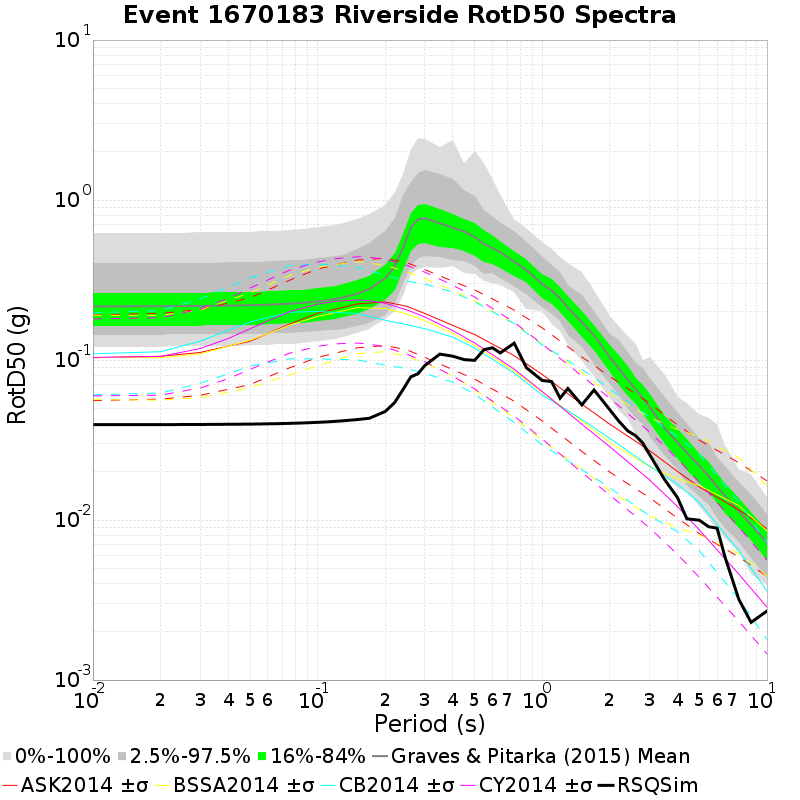 Event 1670183 Riverside RotD50 Spectra
10^1
10^0
10^-1
10^-2
10^-3
RotD50 (g)
10^-2 2 3 4 5 6 10^-1 2 3 4 5 6 7 10^0 2 3 4 5 6 7 10^1
Period (s)
0%-100% 2.5%-97.5% 16%-84% Graves & Pitarka (2015) Mean
ASK2014 ±σ BSSA2014 ±σ CB2014 ±σ CY2014 ±σ RSQSim